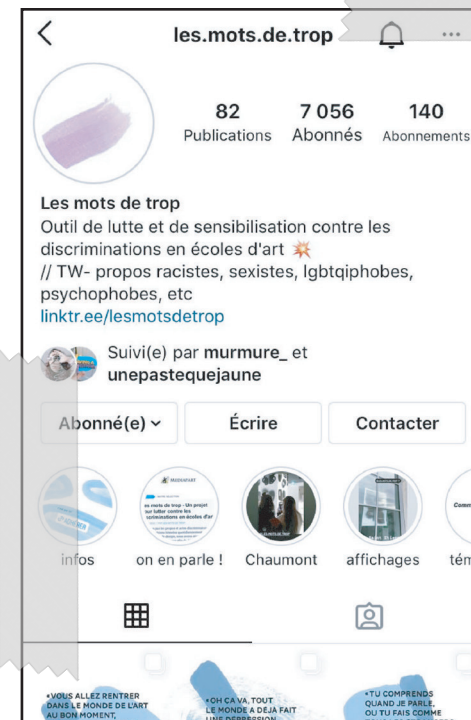 les.mots.de.trop
82 7 056 140
Publications Abonnés Abonnements
Les mots de trop
Outil de lutte et de sensibilisation contre les
discriminations en écoles d'art 💥
// TW- propos racistes, sexistes, lgbtqiphobes,
psychophobes, etc
linktr.ee/lesmotsdetrop
Suivi(e) par murmure_ et
unepastequejaune
Abonné(e) Écrire Contacter
MEDIAPART
infos on en parle ! Chaumont affichages tém
«VOUS ALLEZ RENTRER
DANS LE MONDE DE L'ART
AU BON MOMENT,
«OH CA VA, TOUT
LE MONDE A DÉJA FAIT
UNE DÉPRESSION
«TU COMPRENDS
QUAND JE PARLE,
OU TU FAIS COMME